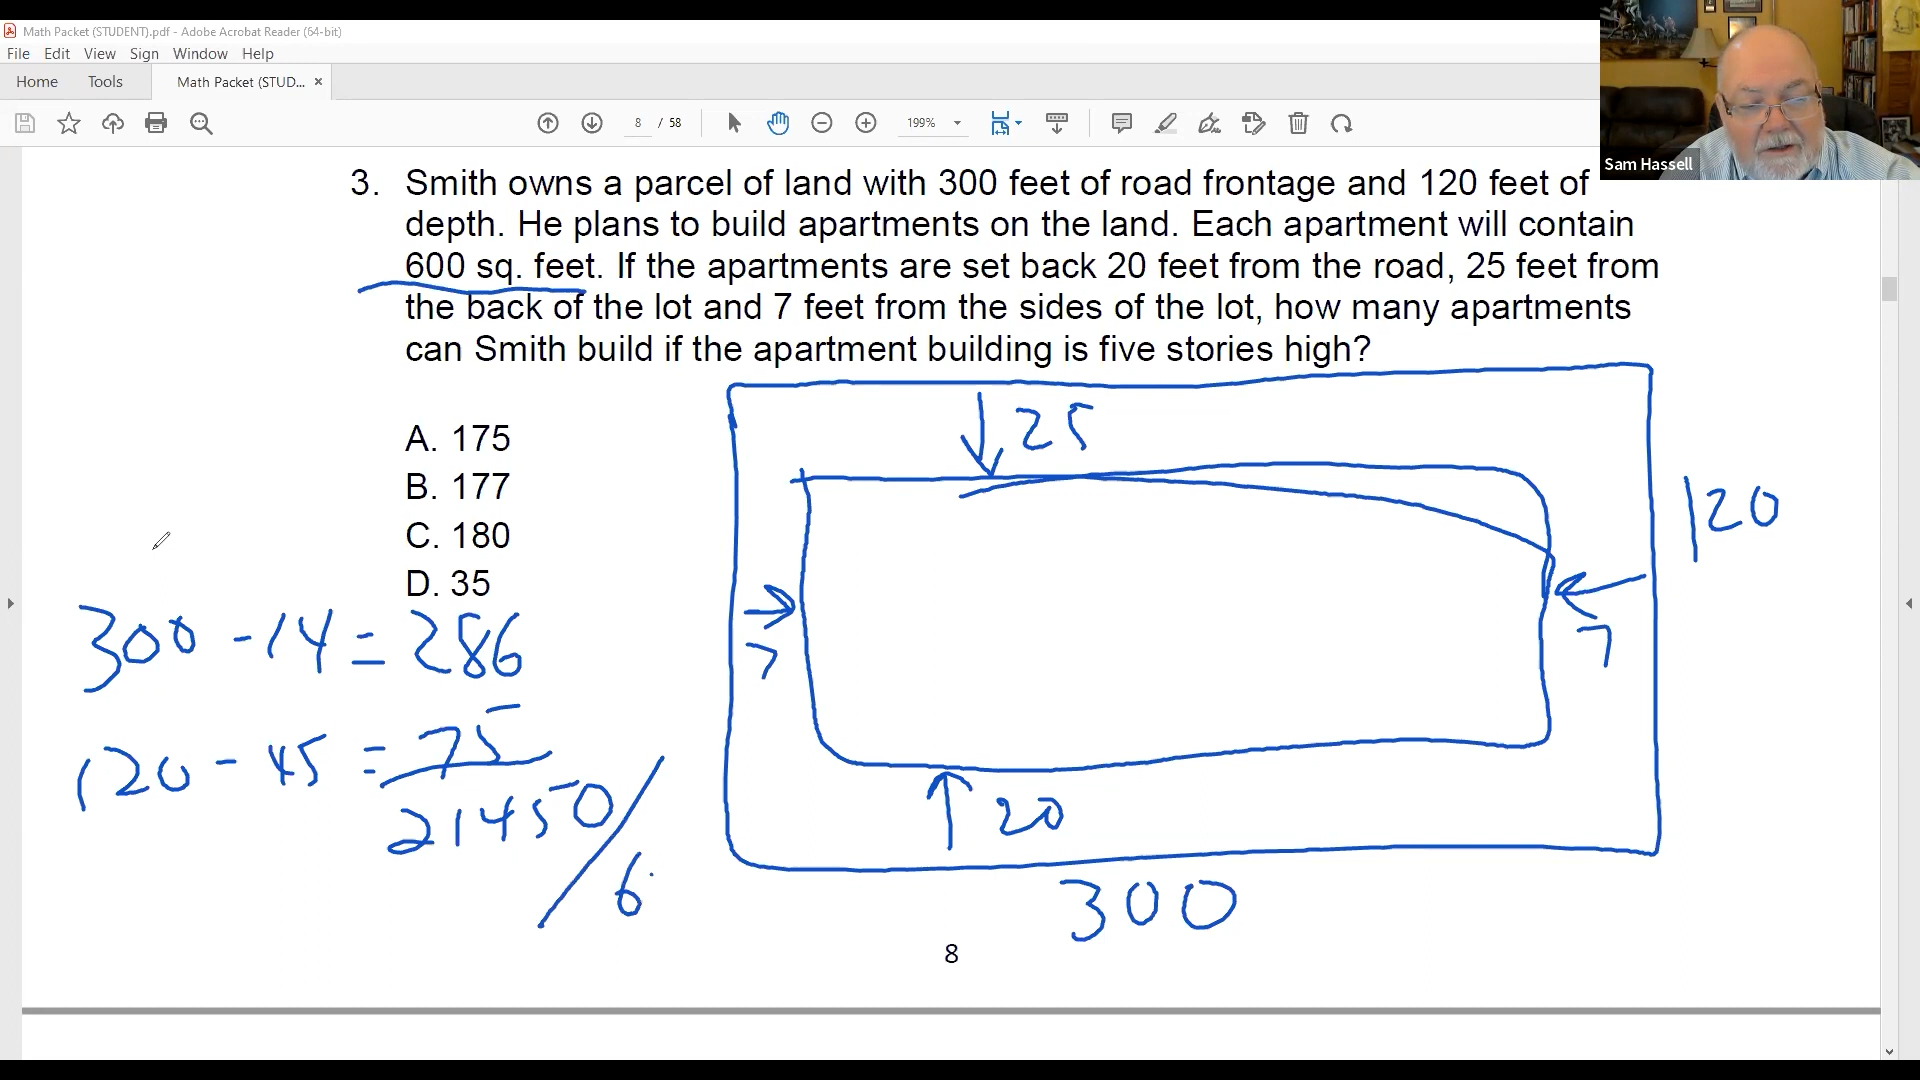 Math Packet (STUDENT).pdf - Adobe Acrobat Reader (64-bit)
File Edit View Sign Window Help
Home Tools Math Packet (STUD... ×
8 / 58 199%
Sam Hassell
3. Smith owns a parcel of land with 300 feet of road frontage and 120 feet of
depth. He plans to build apartments on the land. Each apartment will contain
600 sq. feet. If the apartments are set back 20 feet from the road, 25 feet from
the back of the lot and 7 feet from the sides of the lot, how many apartments
can Smith build if the apartment building is five stories high?
A. 175
B. 177
C. 180
D. 35
25
120
7
7
20
300
300 - 14 = 286
120 - 45 = 75
21450 / 6
8